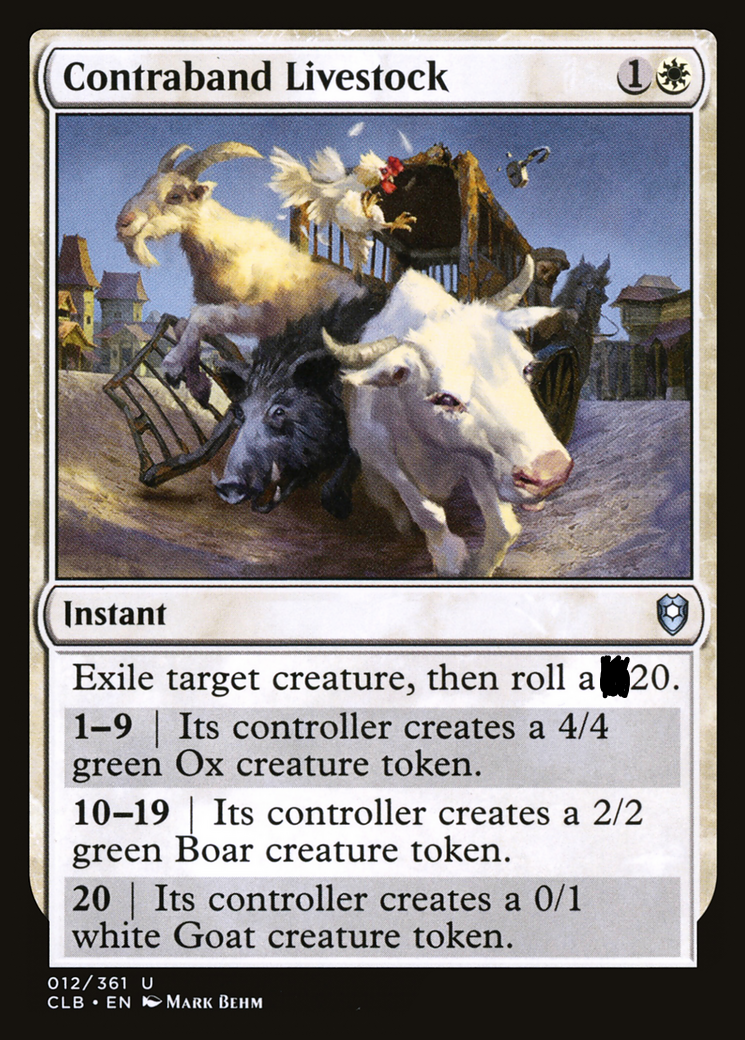 Contraband Livestock 1
Instant
Exile target creature, then roll a 20.
1–9 | Its controller creates a 4/4
green Ox creature token.
10–19 | Its controller creates a 2/2
green Boar creature token.
20 | Its controller creates a 0/1
white Goat creature token.
012/361 U
CLB • EN Mark Behm